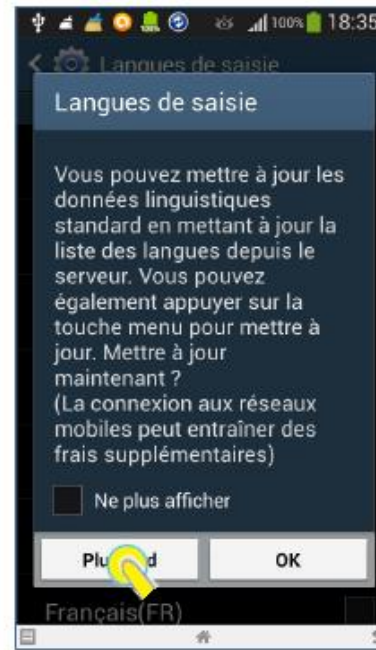 100% 18:35
Langues de saisie
Langues de saisie
Vous pouvez mettre à jour les
données linguistiques
standard en mettant à jour la
liste des langues depuis le
serveur. Vous pouvez
également appuyer sur la
touche menu pour mettre à
jour. Mettre à jour
maintenant ?
(La connexion aux réseaux
mobiles peut entraîner des
frais supplémentaires)
Ne plus afficher
OK
Français(FR)